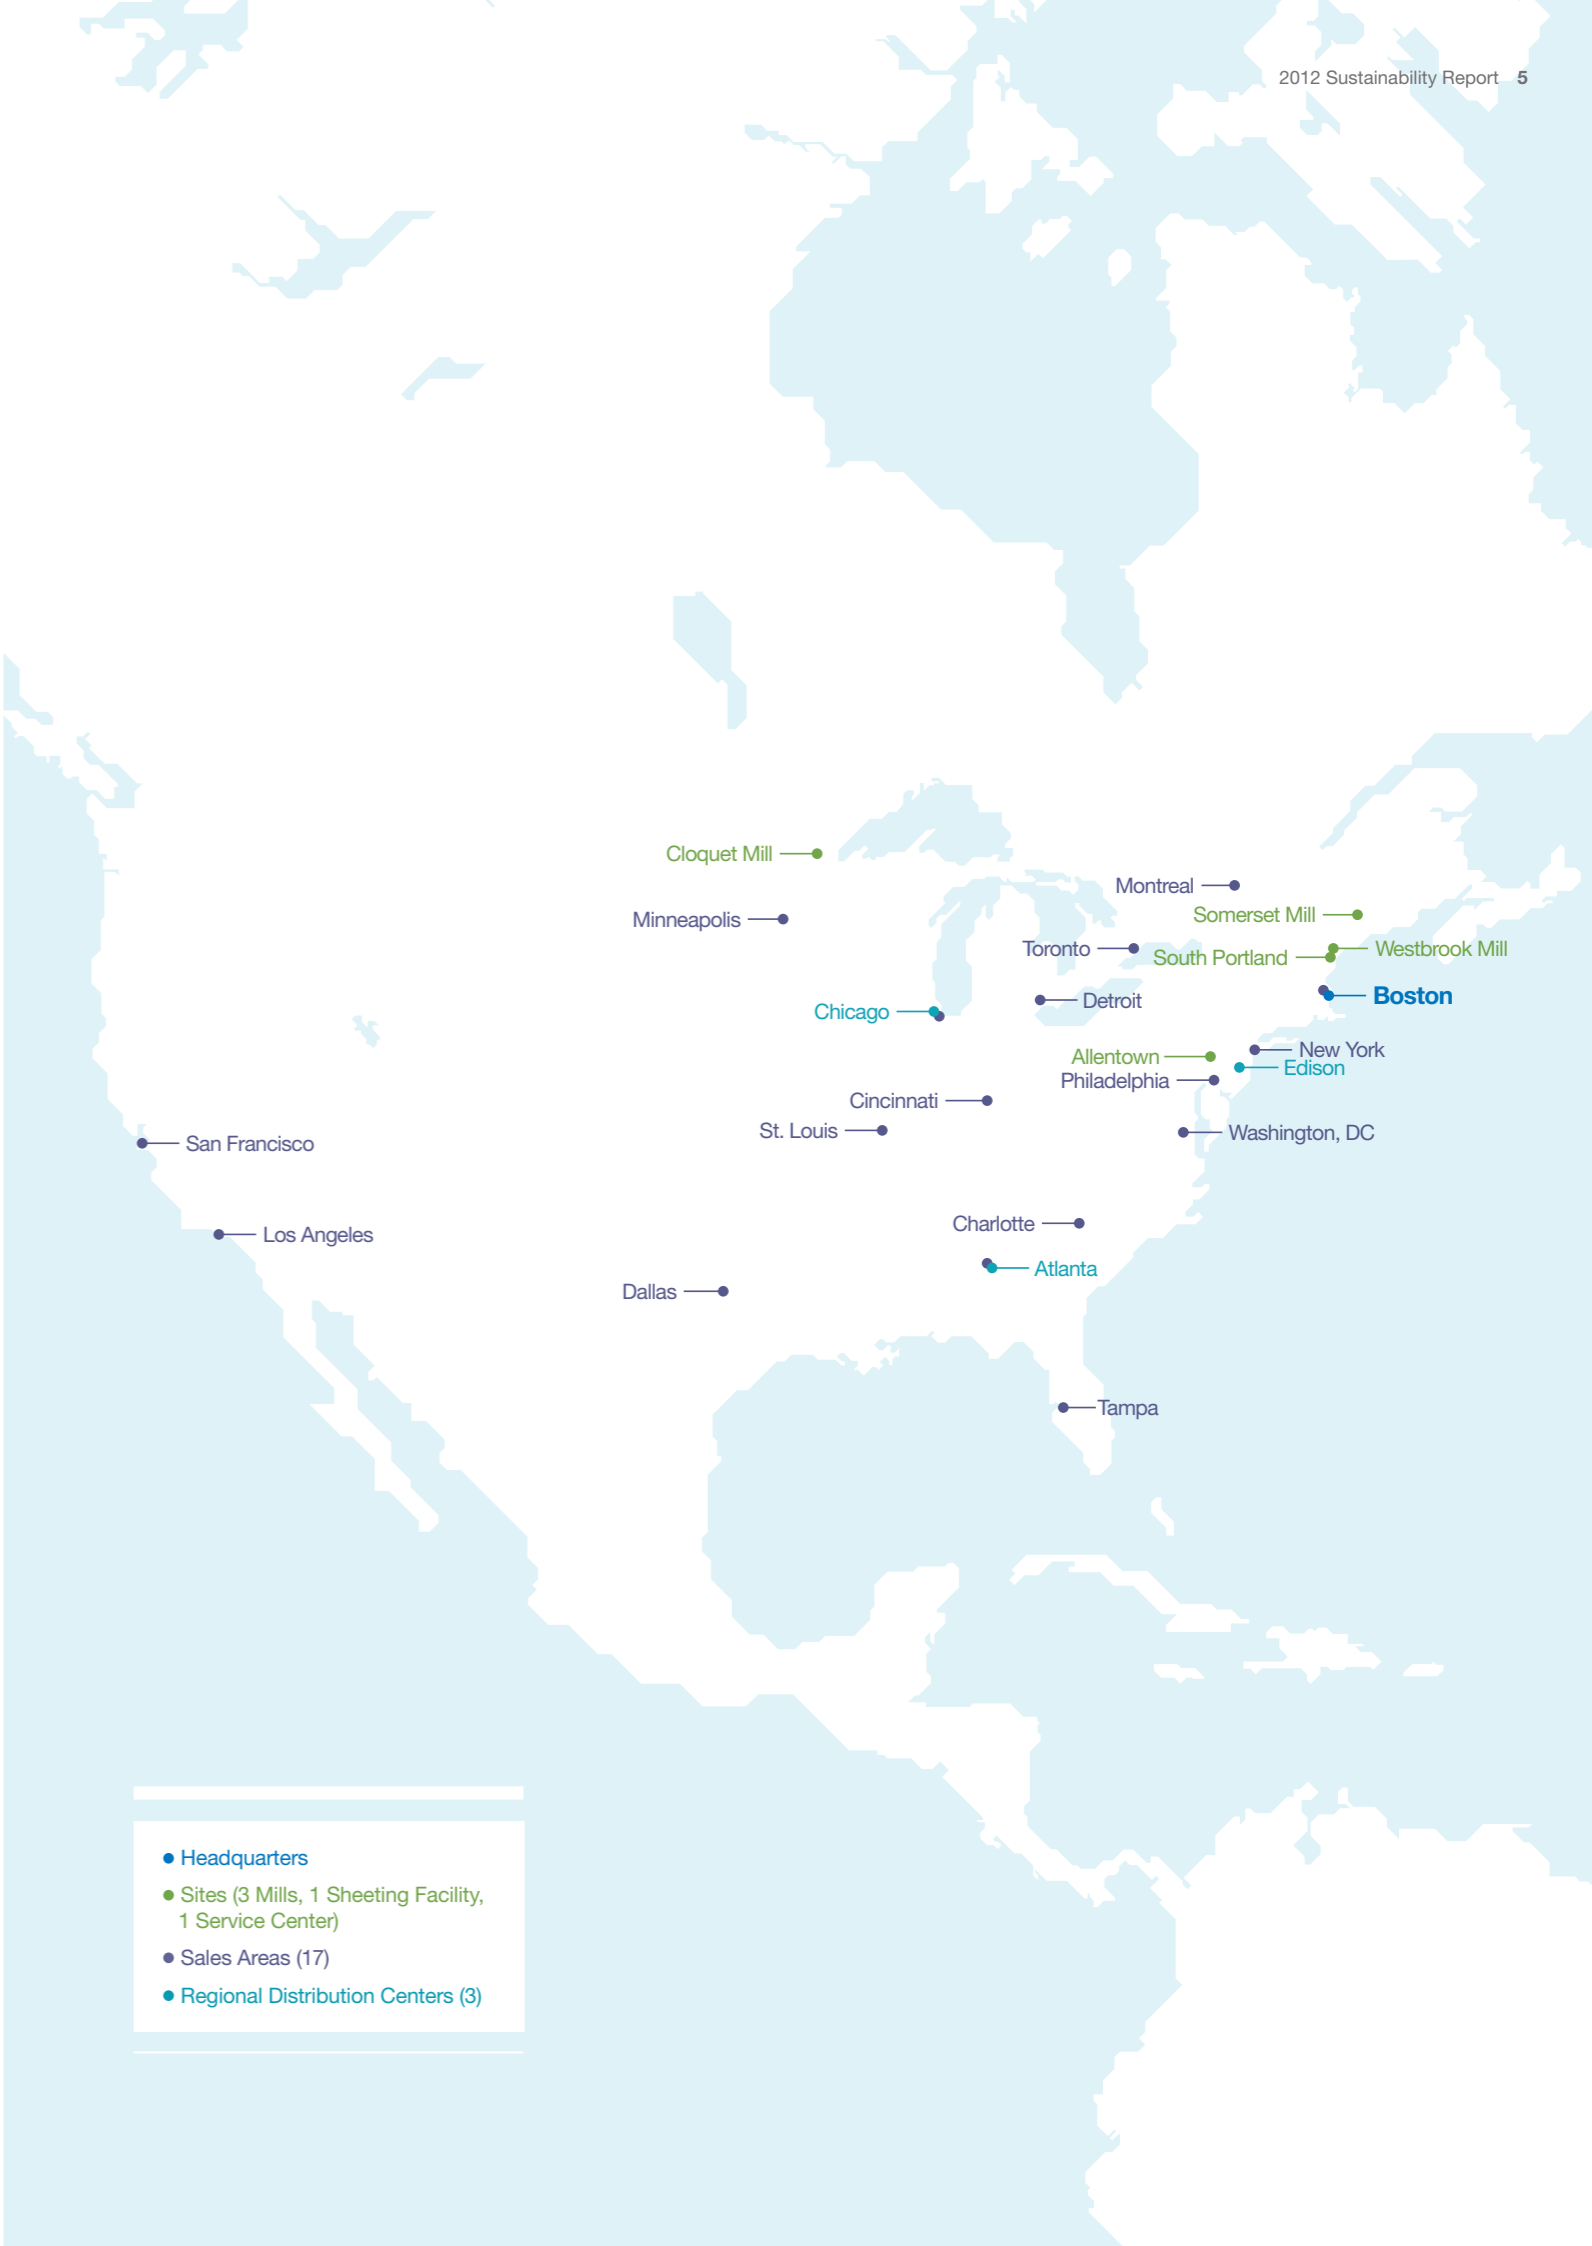 2012 Sustainability Report 5
Cloquet Mill
Montreal
Somerset Mill
Minneapolis
Toronto
South Portland
Westbrook Mill
Boston
Detroit
Chicago
New York
Allentown
Edison
Philadelphia
Cincinnati
St. Louis
Washington, DC
San Francisco
Charlotte
Los Angeles
Atlanta
Dallas
Tampa
Headquarters
Sites (3 Mills, 1 Sheeting Facility,
1 Service Center)
Sales Areas (17)
Regional Distribution Centers (3)